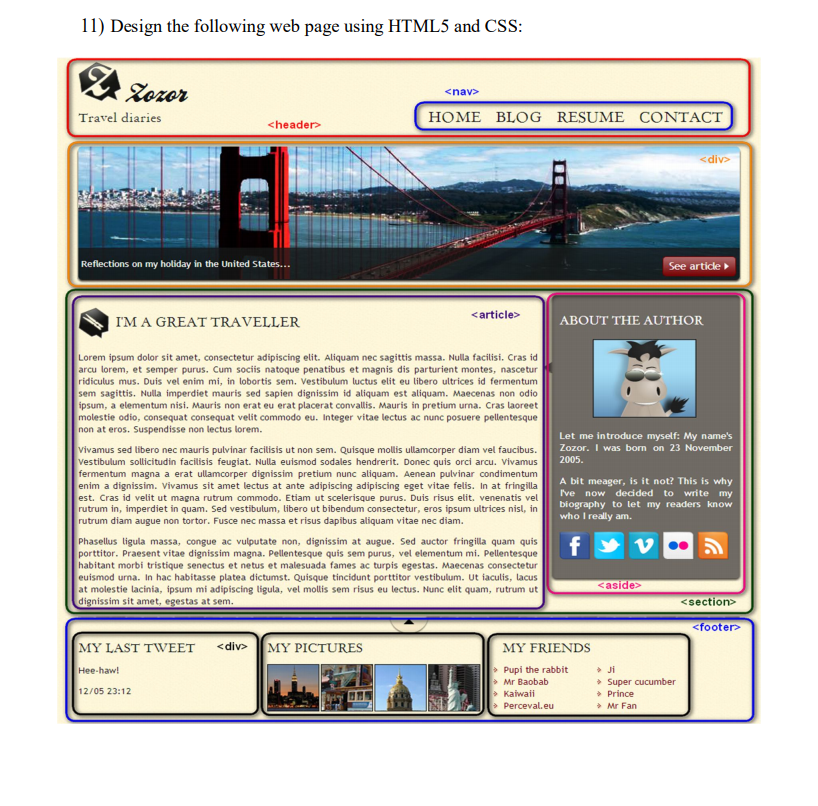 11) Design the following web page using HTML5 and CSS:
Zozor
Travel diaries
<header>
<nav>
HOME BLOG RESUME CONTACT
<div>
Reflections on my holiday in the United States...
See article
I'M A GREAT TRAVELLER
<article>
Lorem ipsum dolor sit amet, consectetur adipiscing elit. Aliquam nec sagittis massa. Nulla facilisi. Cras id
arcu lorem, et semper purus. Cum sociis natoque penatibus et magnis dis parturient montes, nascetur
ridiculus mus. Duis vel enim mi, in lobortis sem. Vestibulum luctus elit eu libero ultrices id fermentum
sem sagittis. Nulla imperdiet mauris sed sapien dignissim id aliquam est aliquam. Maecenas non odio
ipsum, a elementum nisi. Mauris non erat eu erat placerat convallis. Mauris in pretium urna. Cras laoreet
molestie odio, consequat consequat velit commodo eu. Integer vitae lectus ac nunc posuere pellentesque
non at eros. Suspendisse non lectus lorem.
Vivamus sed libero nec mauris pulvinar facilisis ut non sem. Quisque mollis ullamcorper diam vel faucibus.
Vestibulum sollicitudin facilisis feugiat. Nulla euismod sodales hendrerit. Donec quis orci arcu. Vivamus
fermentum magna a erat ullamcorper dignissim pretium nunc aliquam. Aenean pulvinar condimentum
enim a dignissim. Vivamus sit amet lectus at ante adipiscing adipiscing eget vitae felis. In at fringilla
est. Cras id velit ut magna rutrum commodo. Etiam ut scelerisque purus. Duis risus elit. venenatis vel
rutrum in, imperdiet in quam. Sed vestibulum, libero ut bibendum consectetur, eros ipsum ultrices nisl, in
rutrum diam augue non tortor. Fusce nec massa et risus dapibus aliquam vitae nec diam.
Phasellus ligula massa, congue ac vulputate non, dignissim at augue. Sed auctor fringilla quam quis
porttitor. Praesent vitae dignissim magna. Pellentesque quis sem purus, vel elementum mi. Pellentesque
habitant morbi tristique senectus et netus et malesuada fames ac turpis egestas. Maecenas consectetur
euismod urna. In hac habitasse platea dictumst. Quisque tincidunt porttitor vestibulum. Ut iaculis, lacus
at molestie lacinia, ipsum mi adipiscing ligula, vel mollis sem risus eu lectus. Nunc elit quam, rutrum ut
dignissim sit amet, egestas at sem.
ABOUT THE AUTHOR
Let me introduce myself: My name's
Zozor. I was born on 23 November
2005.
A bit meager, is it not? This is why
I've now decided to write my
biography to let my readers know
who I really am.
<aside>
<section>
<footer>
MY LAST TWEET
<div>
Hee-haw!
12/05 23:12
MY PICTURES
MY FRIENDS
Pupi the rabbit
Mr Baobab
Kaiwaii
Perceval.eu
Ji
Super cucumber
Prince
Mr Fan